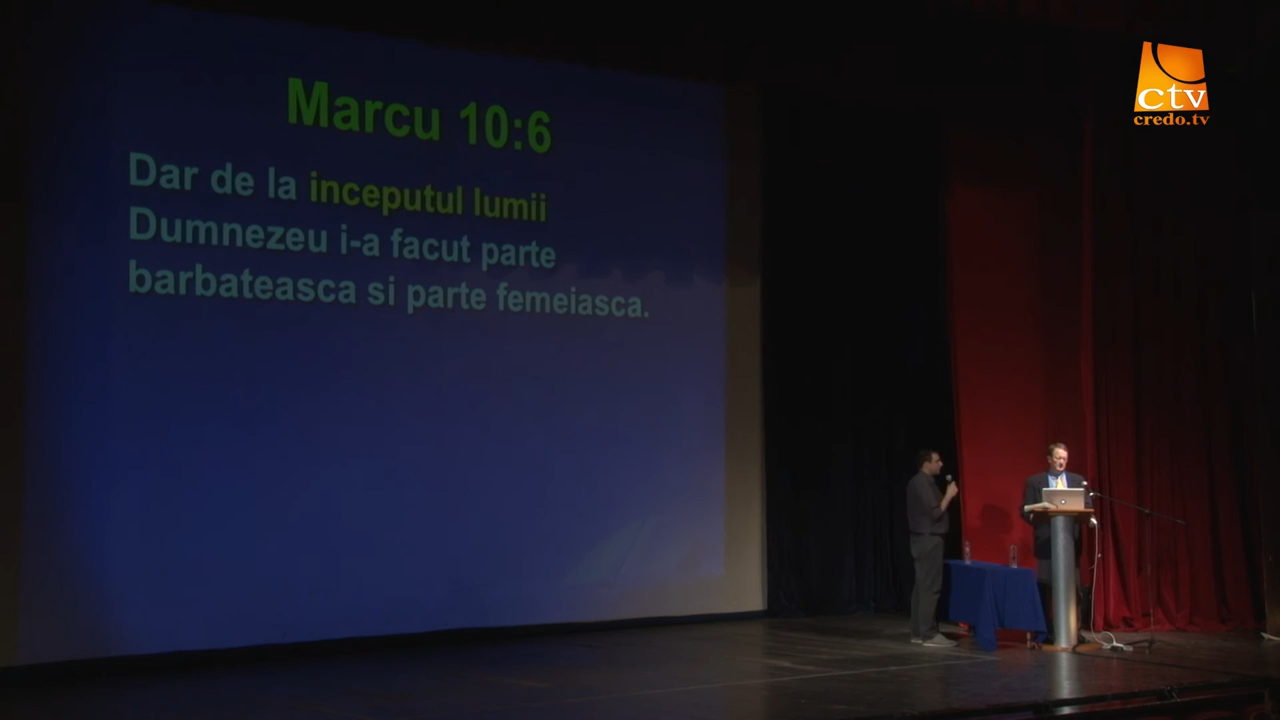 Marcu 10:6
Dar de la inceputul lumii
Dumnezeu i-a facut parte
barbateasca si parte femeiasca.
ctv
credo.tv